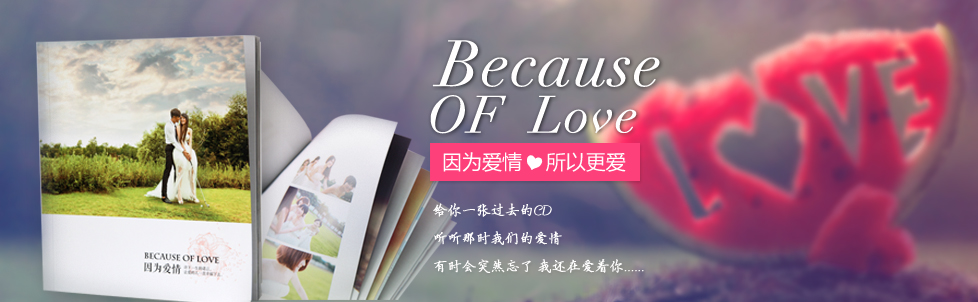 Because
OF Love
因为爱情♥所以更爱
给你一张过去的CD
听听那时我们的爱情
有时会突然忘了 我还在爱着你......
LOVE
BECAUSE OF LOVE
因为爱情